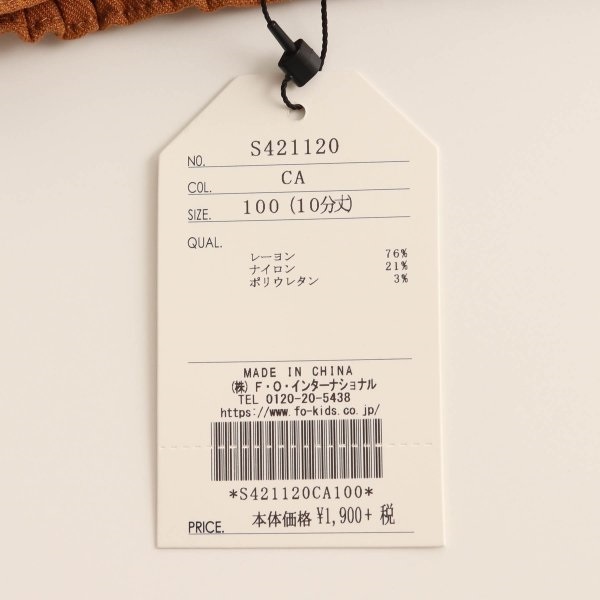 NO. S421120
COL. CA
SIZE. 100 (10分丈)
QUAL.
レーヨン 76%
ナイロン 21%
ポリウレタン 3%
MADE IN CHINA
(株) F・O・インターナショナル
TEL 0120-20-5438
https://www.fo-kids.co.jp/
*S421120CA100*
PRICE. 本体価格 ¥1,900+ 税